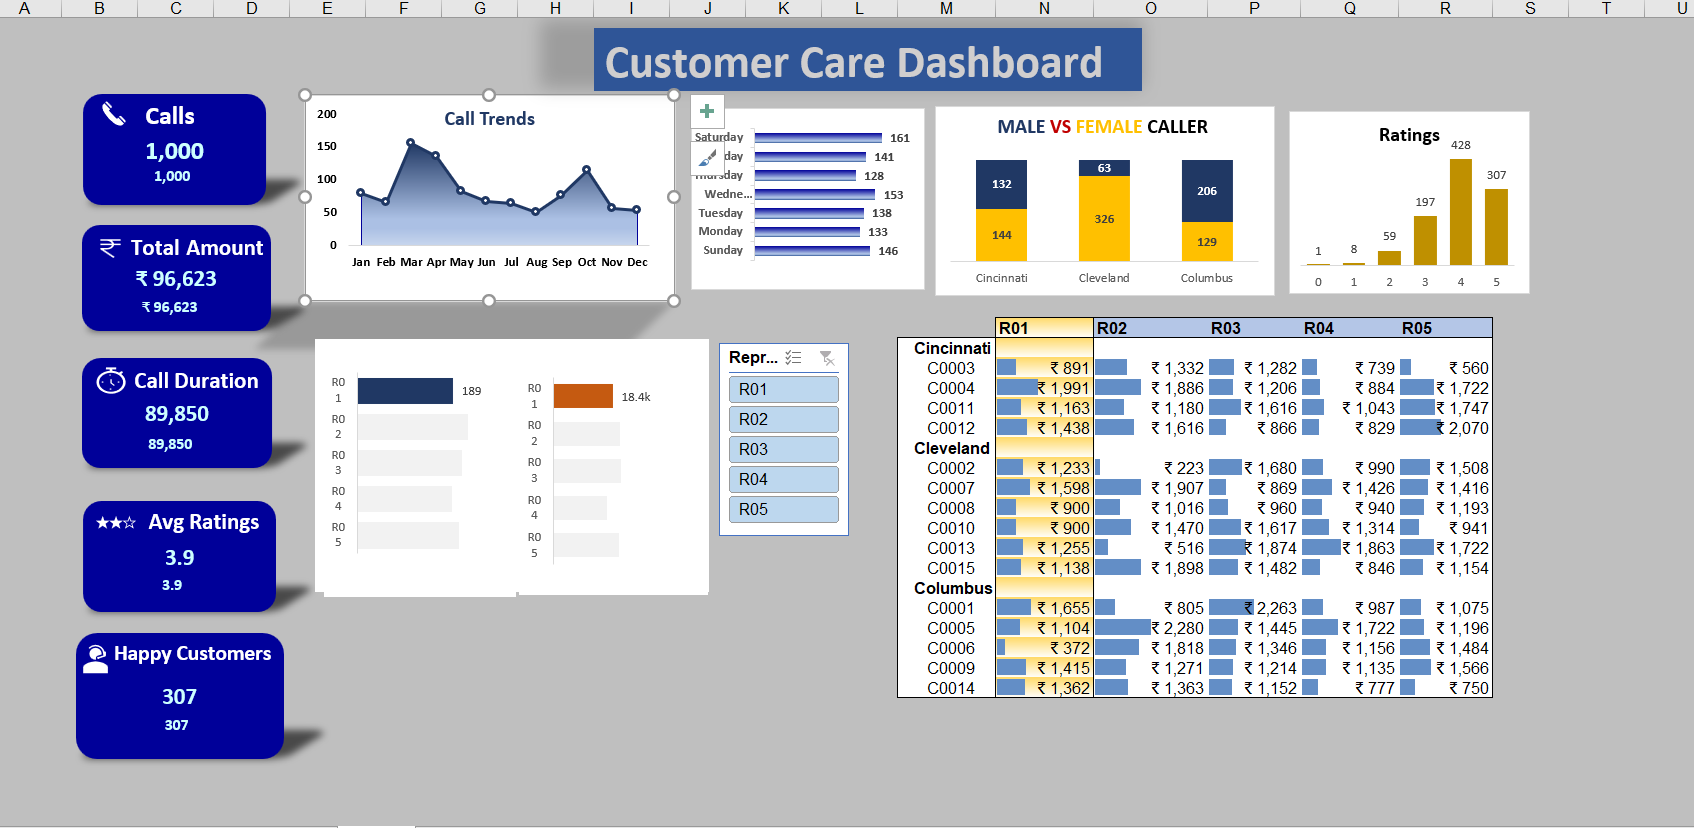 A B C D E F G H I J K L M N O P Q R S T U
Customer Care Dashboard
Calls
1,000
1,000
Total Amount
₹ 96,623
₹ 96,623
Call Duration
89,850
89,850
Avg Ratings
3.9
3.9
Happy Customers
307
307
Call Trends
200
150
100
50
0
Jan Feb Mar Apr May Jun Jul Aug Sep Oct Nov Dec
Saturday 161
day 141
day 128
Wedne... 153
Tuesday 138
Monday 133
Sunday 146
MALE VS FEMALE CALLER
132 63 206
144 326 129
Cincinnati Cleveland Columbus
Ratings
1 8 59 197 428 307
0 1 2 3 4 5
R0
1 189
R0
2
R0
3
R0
4
R0
5
R0
1 18.4k
R0
2
R0
3
R0
4
R0
5
Repr...
R01
R02
R03
R04
R05
R01 R02 R03 R04 R05
Cincinnati
C0003 ₹ 891 ₹ 1,332 ₹ 1,282 ₹ 739 ₹ 560
C0004 ₹ 1,991 ₹ 1,886 ₹ 1,206 ₹ 884 ₹ 1,722
C0011 ₹ 1,163 ₹ 1,180 ₹ 1,616 ₹ 1,043 ₹ 1,747
C0012 ₹ 1,438 ₹ 1,616 ₹ 866 ₹ 829 ₹ 2,070
Cleveland
C0002 ₹ 1,233 ₹ 223 ₹ 1,680 ₹ 990 ₹ 1,508
C0007 ₹ 1,598 ₹ 1,907 ₹ 869 ₹ 1,426 ₹ 1,416
C0008 ₹ 900 ₹ 1,016 ₹ 960 ₹ 940 ₹ 1,193
C0010 ₹ 900 ₹ 1,470 ₹ 1,617 ₹ 1,314 ₹ 941
C0013 ₹ 1,255 ₹ 516 ₹ 1,874 ₹ 1,863 ₹ 1,722
C0015 ₹ 1,138 ₹ 1,898 ₹ 1,482 ₹ 846 ₹ 1,154
Columbus
C0001 ₹ 1,655 ₹ 805 ₹ 2,263 ₹ 987 ₹ 1,075
C0005 ₹ 1,104 ₹ 2,280 ₹ 1,445 ₹ 1,722 ₹ 1,196
C0006 ₹ 372 ₹ 1,818 ₹ 1,346 ₹ 1,156 ₹ 1,484
C0009 ₹ 1,415 ₹ 1,271 ₹ 1,214 ₹ 1,135 ₹ 1,566
C0014 ₹ 1,362 ₹ 1,363 ₹ 1,152 ₹ 777 ₹ 750